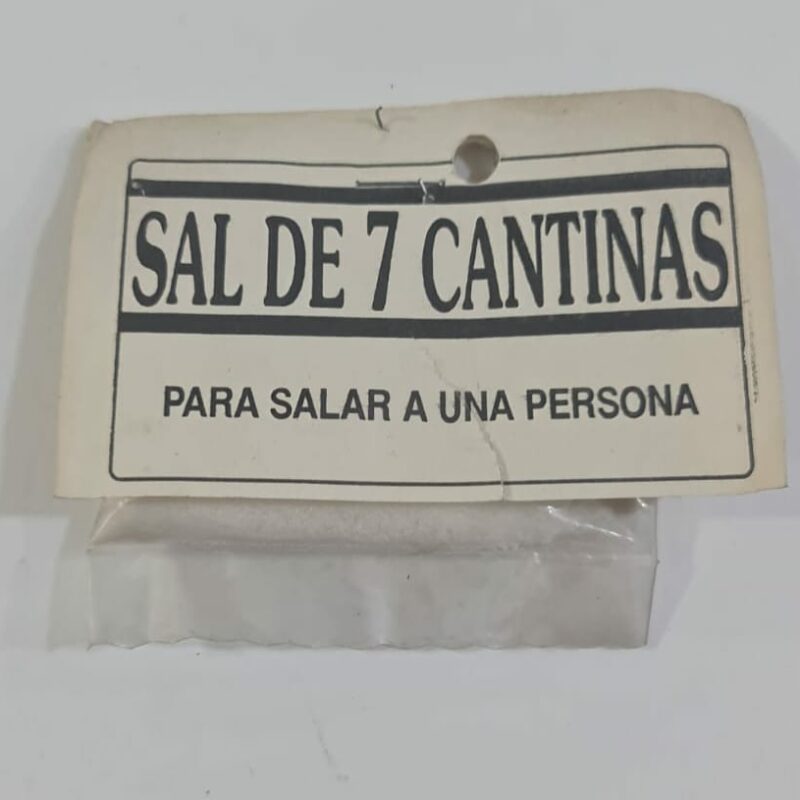 SAL DE 7 CANTINAS
PARA SALAR A UNA PERSONA